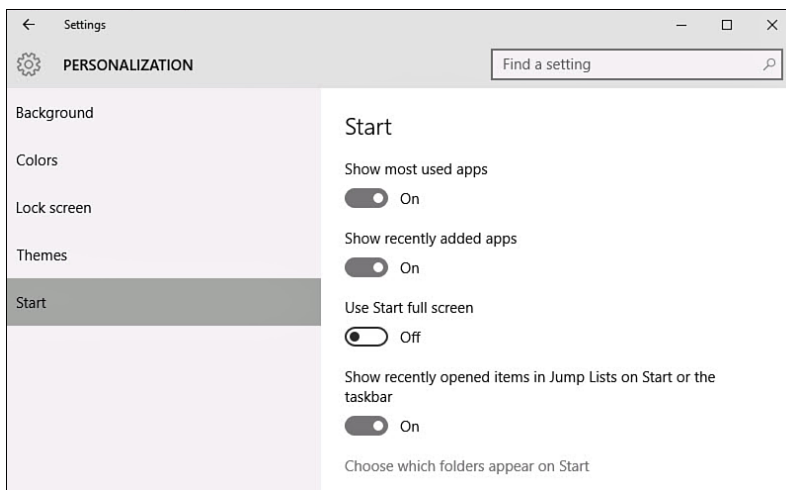 Settings
PERSONALIZATION
Find a setting
Background
Colors
Lock screen
Themes
Start
Start
Show most used apps
On
Show recently added apps
On
Use Start full screen
Off
Show recently opened items in Jump Lists on Start or the
taskbar
On
Choose which folders appear on Start